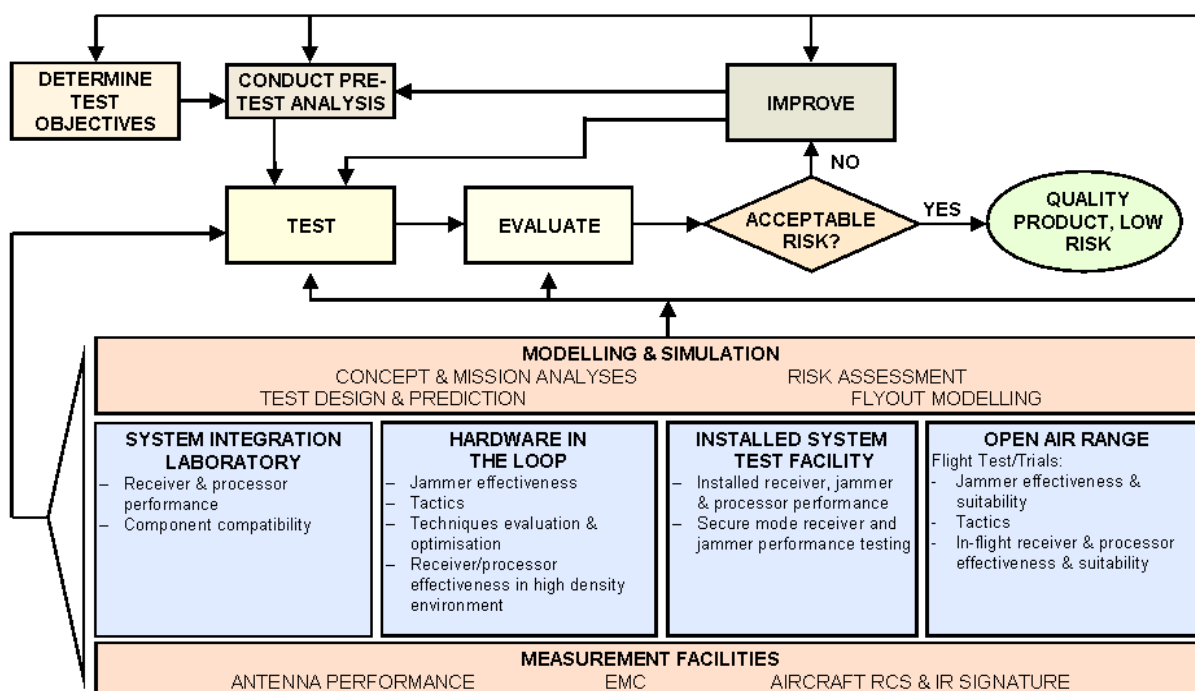 DETERMINE
TEST
OBJECTIVES
CONDUCT PRE-
TEST ANALYSIS
IMPROVE
NO
TEST
EVALUATE
ACCEPTABLE
RISK?
YES
QUALITY
PRODUCT, LOW
RISK
MODELLING & SIMULATION
CONCEPT & MISSION ANALYSES RISK ASSESSMENT
TEST DESIGN & PREDICTION FLYOUT MODELLING
SYSTEM INTEGRATION
LABORATORY
– Receiver & processor
performance
– Component compatibility
HARDWARE IN
THE LOOP
– Jammer effectiveness
– Tactics
– Techniques evaluation &
optimisation
– Receiver/processor
effectiveness in high density
environment
INSTALLED SYSTEM
TEST FACILITY
– Installed receiver, jammer
& processor performance
– Secure mode receiver and
jammer performance testing
OPEN AIR RANGE
Flight Test/Trials:
- Jammer effectiveness &
suitability
- Tactics
- In-flight receiver & processor
effectiveness & suitability
MEASUREMENT FACILITIES
ANTENNA PERFORMANCE EMC AIRCRAFT RCS & IR SIGNATURE